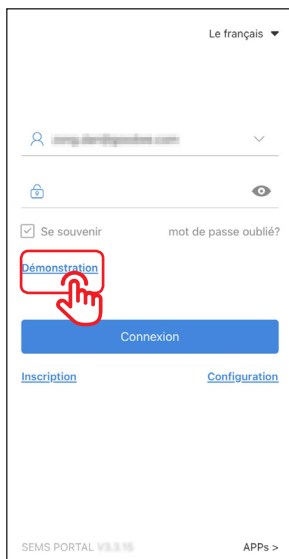 Le français
Se souvenir mot de passe oublié?
Démonstration
Connexion
Inscription Configuration
SEMS PORTAL APPs >